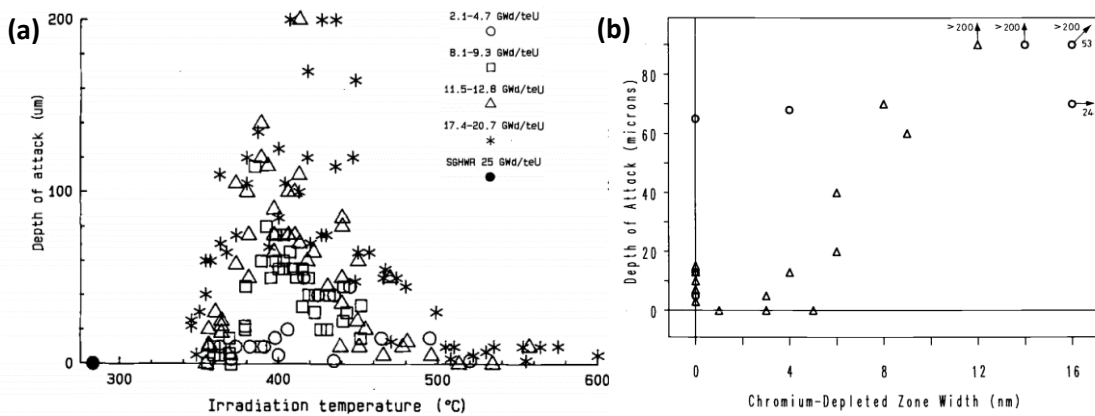 (a)
200
100
0
Depth of attack (um)
300
400
500
600
Irradiation temperature (°C)
2.1-4.7 GWd/teU
8.1-9.3 GWd/teU
11.5-12.8 GWd/teU
17.4-20.7 GWd/teU
SGHWR 25 GWd/teU
(b)
>200
>200
>200
53
24
80
60
40
20
0
Depth of Attack (microns)
0
4
8
12
16
Chromium-Depleted Zone Width (nm)